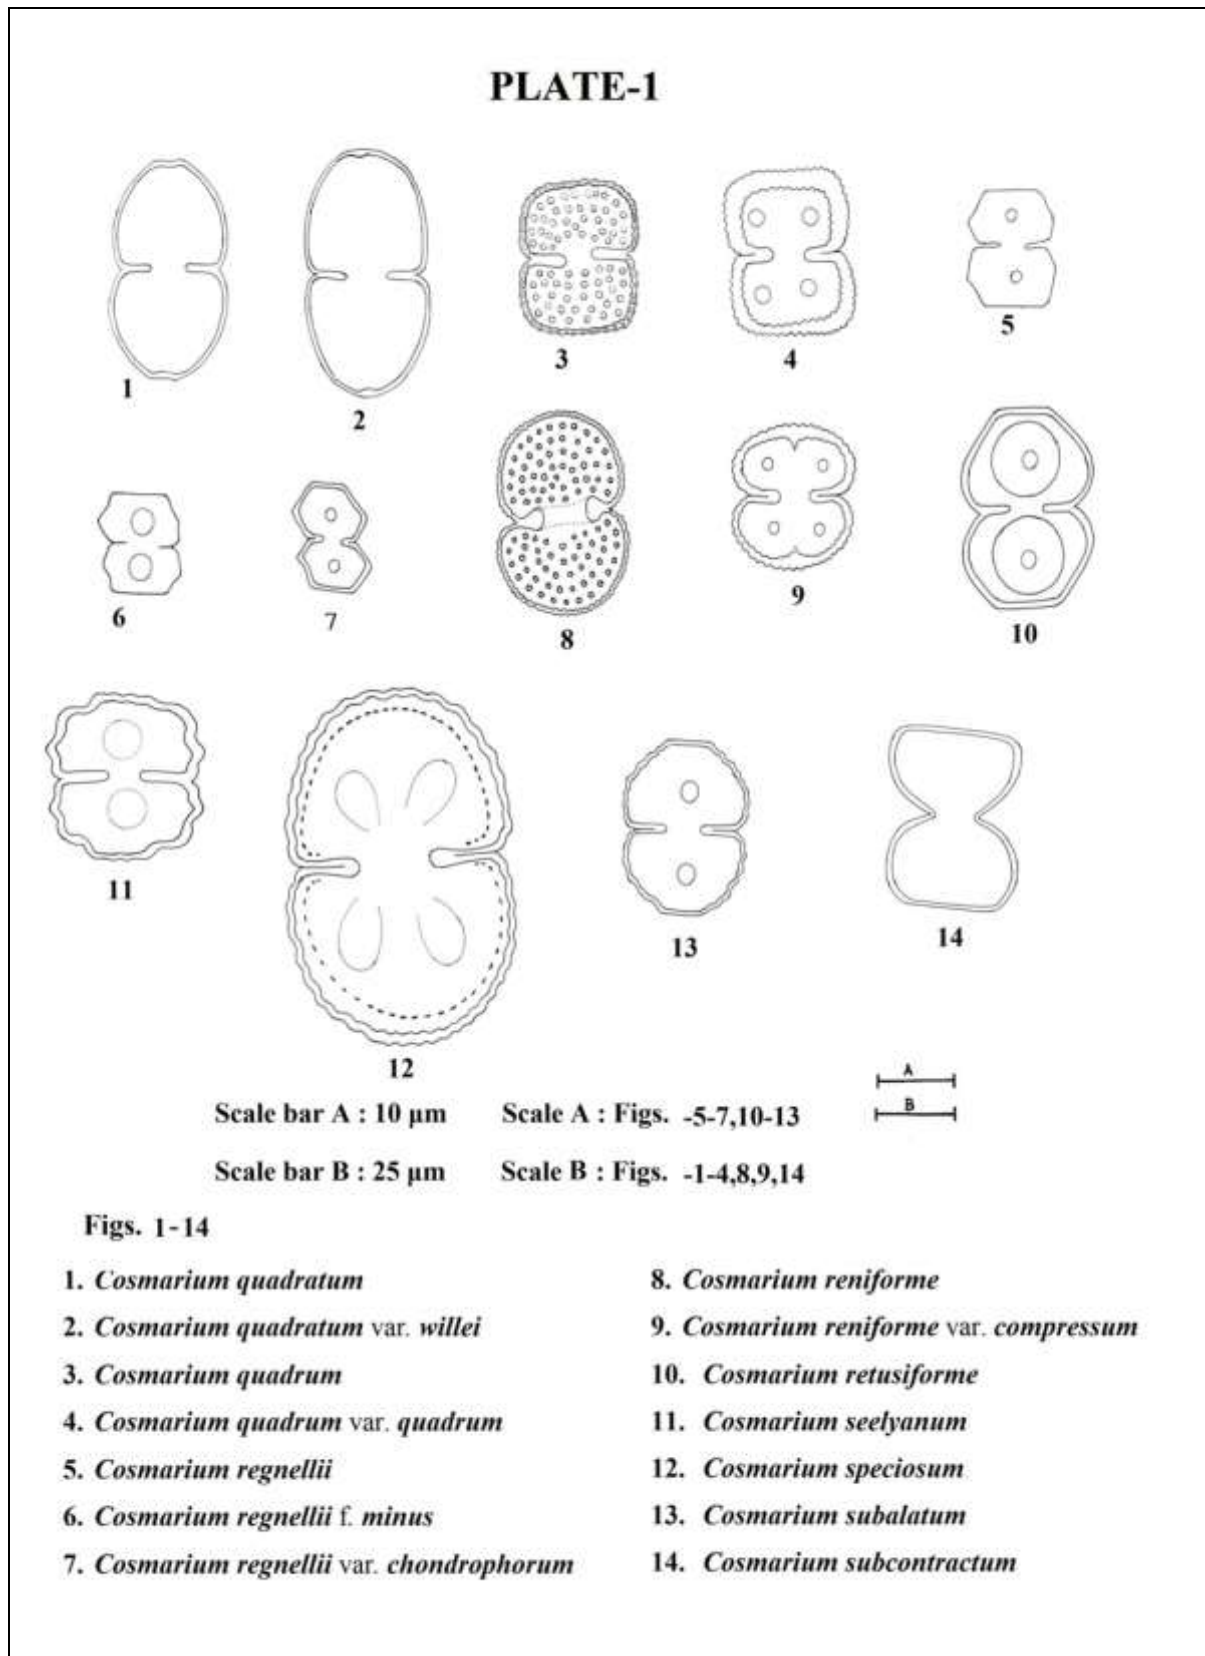 PLATE-1
1
2
3
4
5
6
7
8
9
10
11
12
13
14
A
B
Scale bar A : 10 µm Scale A : Figs. -5-7,10-13
Scale bar B : 25 µm Scale B : Figs. -1-4,8,9,14
Figs. 1-14
1. Cosmarium quadratum
2. Cosmarium quadratum var. willei
3. Cosmarium quadrum
4. Cosmarium quadrum var. quadrum
5. Cosmarium regnellii
6. Cosmarium regnellii f. minus
7. Cosmarium regnellii var. chondrophorum
8. Cosmarium reniforme
9. Cosmarium reniforme var. compressum
10. Cosmarium retusiforme
11. Cosmarium seelyanum
12. Cosmarium speciosum
13. Cosmarium subalatum
14. Cosmarium subcontractum